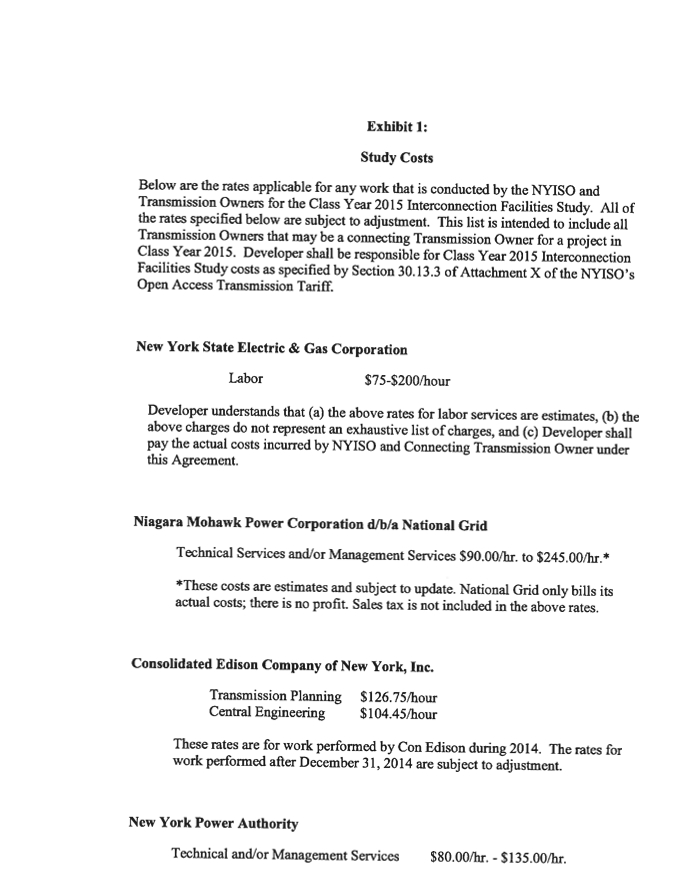 Exhibit 1:
Study Costs
Below are the rates applicable for any work that is conducted by the NYISO and
Transmission Owners for the Class Year 2015 Interconnection Facilities Study.  All of
the rates specified below are subject to adjustment.  This list is intended to include all
Transmission Owners that may be a connecting Transmission Owner for a project in
Class Year 2015.  Developer shall be responsible for Class Year 2015 Interconnection
Facilities Study costs as specified by Section 30.13.3 of Attachment X of the NYISO's
Open Access Transmission Tariff.
New York State Electric & Gas Corporation
Labor $75-$200/hour
Developer understands that (a) the above rates for labor services are estimates, (b) the
above charges do not represent an exhaustive list of charges, and (c) Developer shall
pay the actual costs incurred by NYISO and Connecting Transmission Owner under
this Agreement.
Niagara Mohawk Power Corporation d/b/a National Grid
Technical Services and/or Management Services $90.00/hr. to $245.00/hr.*
*These costs are estimates and subject to update. National Grid only bills its
actual costs; there is no profit. Sales tax is not included in the above rates.
Consolidated Edison Company of New York, Inc.
Transmission Planning $126.75/hour
Central Engineering $104.45/hour
These rates are for work performed by Con Edison during 2014.  The rates for
work performed after December 31, 2014 are subject to adjustment.
New York Power Authority
Technical and/or Management Services $80.00/hr. - $135.00/hr.